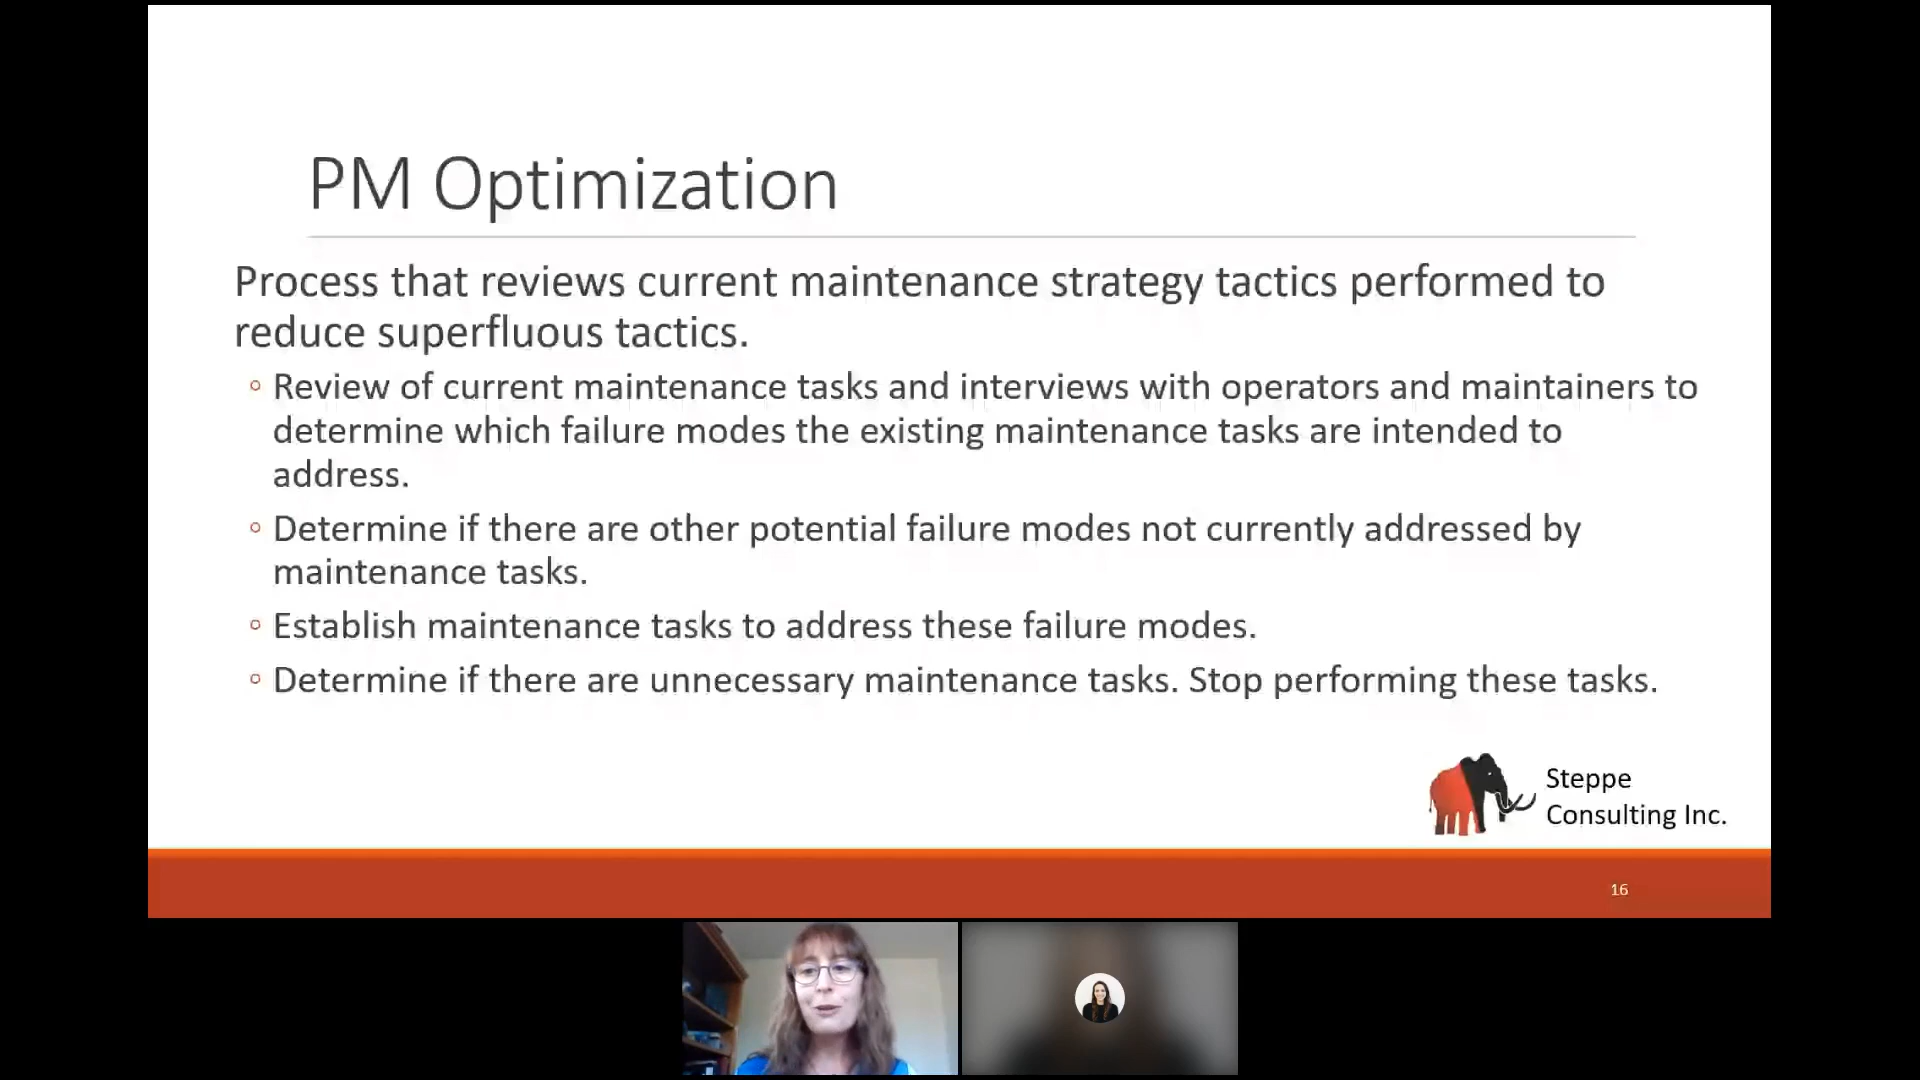 PM Optimization
Process that reviews current maintenance strategy tactics performed to
reduce superfluous tactics.
◦ Review of current maintenance tasks and interviews with operators and maintainers to
determine which failure modes the existing maintenance tasks are intended to
address.
◦ Determine if there are other potential failure modes not currently addressed by
maintenance tasks.
◦ Establish maintenance tasks to address these failure modes.
◦ Determine if there are unnecessary maintenance tasks. Stop performing these tasks.
Steppe
Consulting Inc.
16